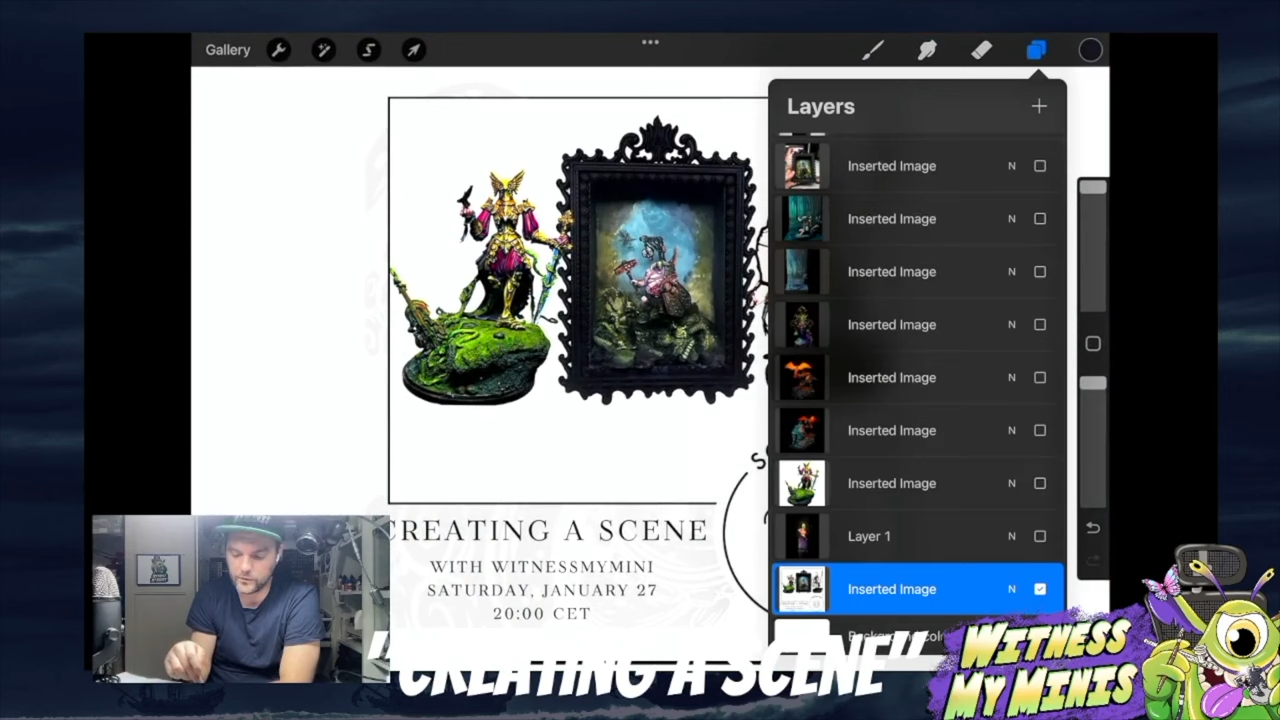 Gallery
Layers
Inserted Image N
Inserted Image N
Inserted Image N
Inserted Image N
Inserted Image N
Inserted Image N
Inserted Image N
Layer 1 N
Inserted Image N
CREATING A SCENE
WITH WITNESSMYMINI
SATURDAY, JANUARY 27
20:00 CET
"CREATING A SCENE"
WITNESS
MY MINIS